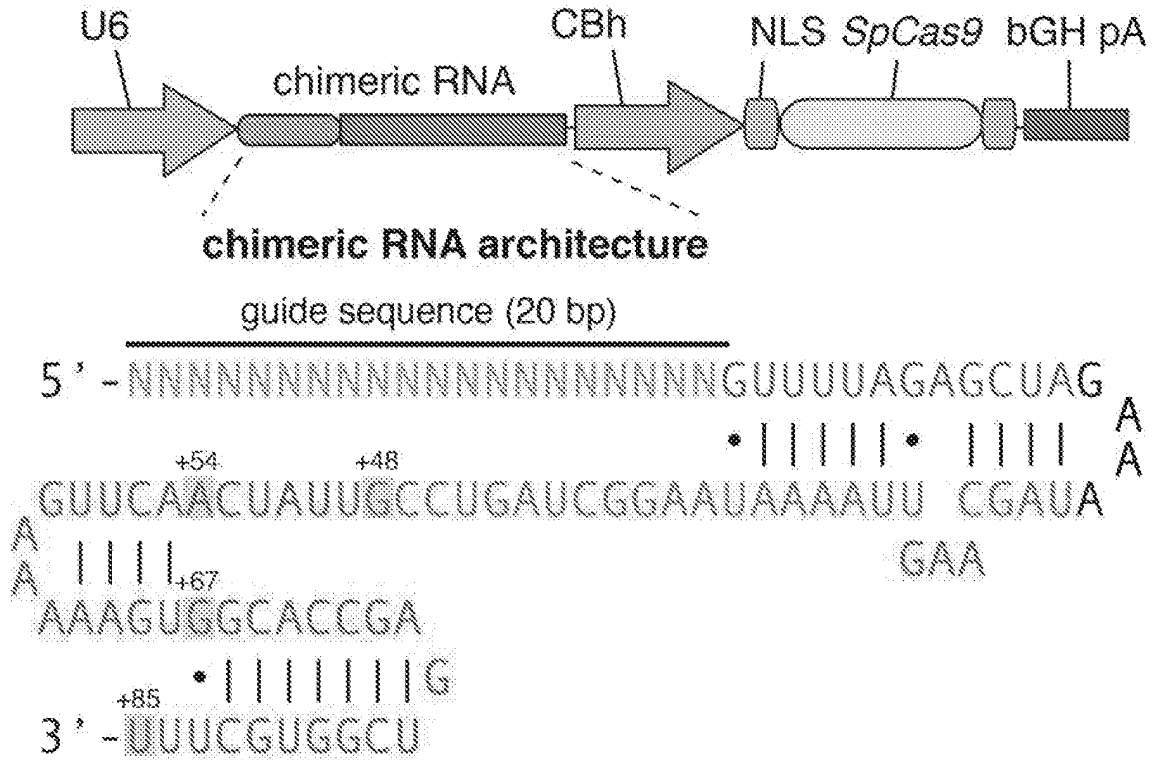 U6 CBh NLS SpCas9 bGH pA
chimeric RNA
chimeric RNA architecture
guide sequence (20 bp)
5'-NNNNNNNNNNNNNNNNNNNNGUUUUAGAGCUAG
A
A
+54 +48
GUUCAACUAUUGCCUGAUCGGAAUAAAAUU CGAUA
A
A
GAA
+67
AAAGUGGCACCGA
G
+85
3'-UUUCGUGGCU